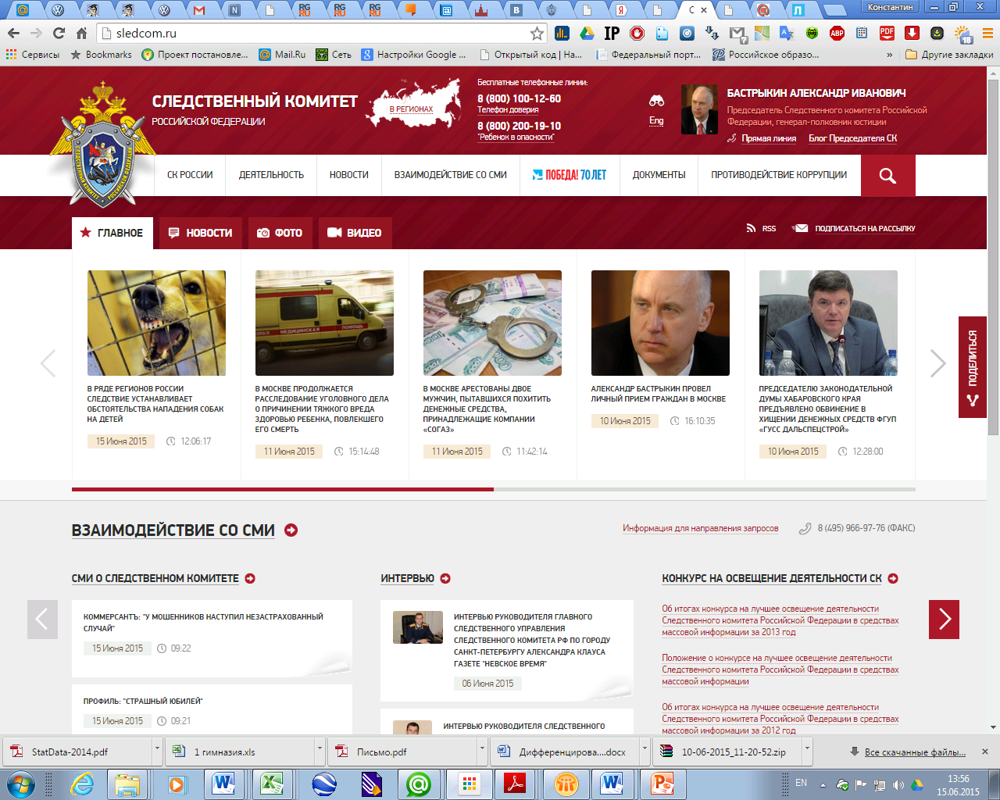 Константин
sledcom.ru
Сервисы
Bookmarks
Проект постановле...
Mail.Ru
Сеть
Настройки Google ...
Открытый код | На...
Федеральный порт...
Российское образо...
»
Другие закладки
СЛЕДСТВЕННЫЙ КОМИТЕТ
РОССИЙСКОЙ ФЕДЕРАЦИИ
В РЕГИОНАХ
Бесплатные телефонные линии:
8 (800) 100-12-60
Телефон доверия
8 (800) 200-19-10
"Ребенок в опасности"
Eng
БАСТРЫКИН АЛЕКСАНДР ИВАНОВИЧ
Председатель Следственного комитета Российской
Федерации, генерал-полковник юстиции
Прямая линия
Блог Председателя СК
СК РОССИИ
ДЕЯТЕЛЬНОСТЬ
НОВОСТИ
ВЗАИМОДЕЙСТВИЕ СО СМИ
ПОБЕДА! 70 ЛЕТ
ДОКУМЕНТЫ
ПРОТИВОДЕЙСТВИЕ КОРРУПЦИИ
ГЛАВНОЕ
НОВОСТИ
ФОТО
ВИДЕО
RSS
ПОДПИСАТЬСЯ НА РАССЫЛКУ
В РЯДЕ РЕГИОНОВ РОССИИ
СЛЕДСТВИЕ УСТАНАВЛИВАЕТ
ОБСТОЯТЕЛЬСТВА НАПАДЕНИЯ СОБАК
НА ДЕТЕЙ
15 Июня 2015
12:06:17
МЕДИЦИНСКАЯ ПОМОЩЬ
В МОСКВЕ ПРОДОЛЖАЕТСЯ
РАССЛЕДОВАНИЕ УГОЛОВНОГО ДЕЛА
О ПРИЧИНЕНИИ ТЯЖКОГО ВРЕДА
ЗДОРОВЬЮ РЕБЕНКА, ПОВЛЕКШЕГО
ЕГО СМЕРТЬ
11 Июня 2015
15:14:48
В МОСКВЕ АРЕСТОВАНЫ ДВОЕ
МУЖЧИН, ПЫТАВШИХСЯ ПОХИТИТЬ
ДЕНЕЖНЫЕ СРЕДСТВА,
ПРИНАДЛЕЖАЩИЕ КОМПАНИИ
«СОГАЗ»
11 Июня 2015
11:42:14
АЛЕКСАНДР БАСТРЫКИН ПРОВЕЛ
ЛИЧНЫЙ ПРИЕМ ГРАЖДАН В МОСКВЕ
10 Июня 2015
16:10:35
ПРЕДСЕДАТЕЛЮ ЗАКОНОДАТЕЛЬНОЙ
ДУМЫ ХАБАРОВСКОГО КРАЯ
ПРЕДЪЯВЛЕНО ОБВИНЕНИЕ В
ХИЩЕНИИ ДЕНЕЖНЫХ СРЕДСТВ ФГУП
«ГУСС ДАЛЬСПЕЦСТРОЙ»
10 Июня 2015
12:28:00
ПОДЕЛИТЬСЯ
ВЗАИМОДЕЙСТВИЕ СО СМИ
Информация для направления запросов
8 (495) 966-97-76 (ФАКС)
СМИ О СЛЕДСТВЕННОМ КОМИТЕТЕ
КОММЕРСАНТЪ: "У МОШЕННИКОВ НАСТУПИЛ НЕЗАСТРАХОВАННЫЙ
СЛУЧАЙ"
15 Июня 2015
09:22
ПРОФИЛЬ: "СТРАШНЫЙ ЮБИЛЕЙ"
15 Июня 2015
09:21
ИНТЕРВЬЮ
ИНТЕРВЬЮ РУКОВОДИТЕЛЯ ГЛАВНОГО
СЛЕДСТВЕННОГО УПРАВЛЕНИЯ
СЛЕДСТВЕННОГО КОМИТЕТА РФ ПО ГОРОДУ
САНКТ-ПЕТЕРБУРГУ АЛЕКСАНДРА КЛАУСА
ГАЗЕТЕ "НЕВСКОЕ ВРЕМЯ"
06 Июня 2015
ИНТЕРВЬЮ РУКОВОДИТЕЛЯ СЛЕДСТВЕННОГО
КОНКУРС НА ОСВЕЩЕНИЕ ДЕЯТЕЛЬНОСТИ СК
Об итогах конкурса на лучшее освещение деятельности
Следственного комитета Российской Федерации в средствах
массовой информации за 2013 год
Положение о конкурсе на лучшее освещение деятельности
Следственного комитета Российской Федерации в средствах
массовой информации
Об итогах конкурса на лучшее освещение деятельности
Следственного комитета Российской Федерации в средствах
массовой информации за 2012 год
StatData-2014.pdf
1 гимназия.xls
Письмо.pdf
Дифференцирова....docx
10-06-2015_11-20-52.zip
Все скачанные файлы...
EN
13:56
15.06.2015